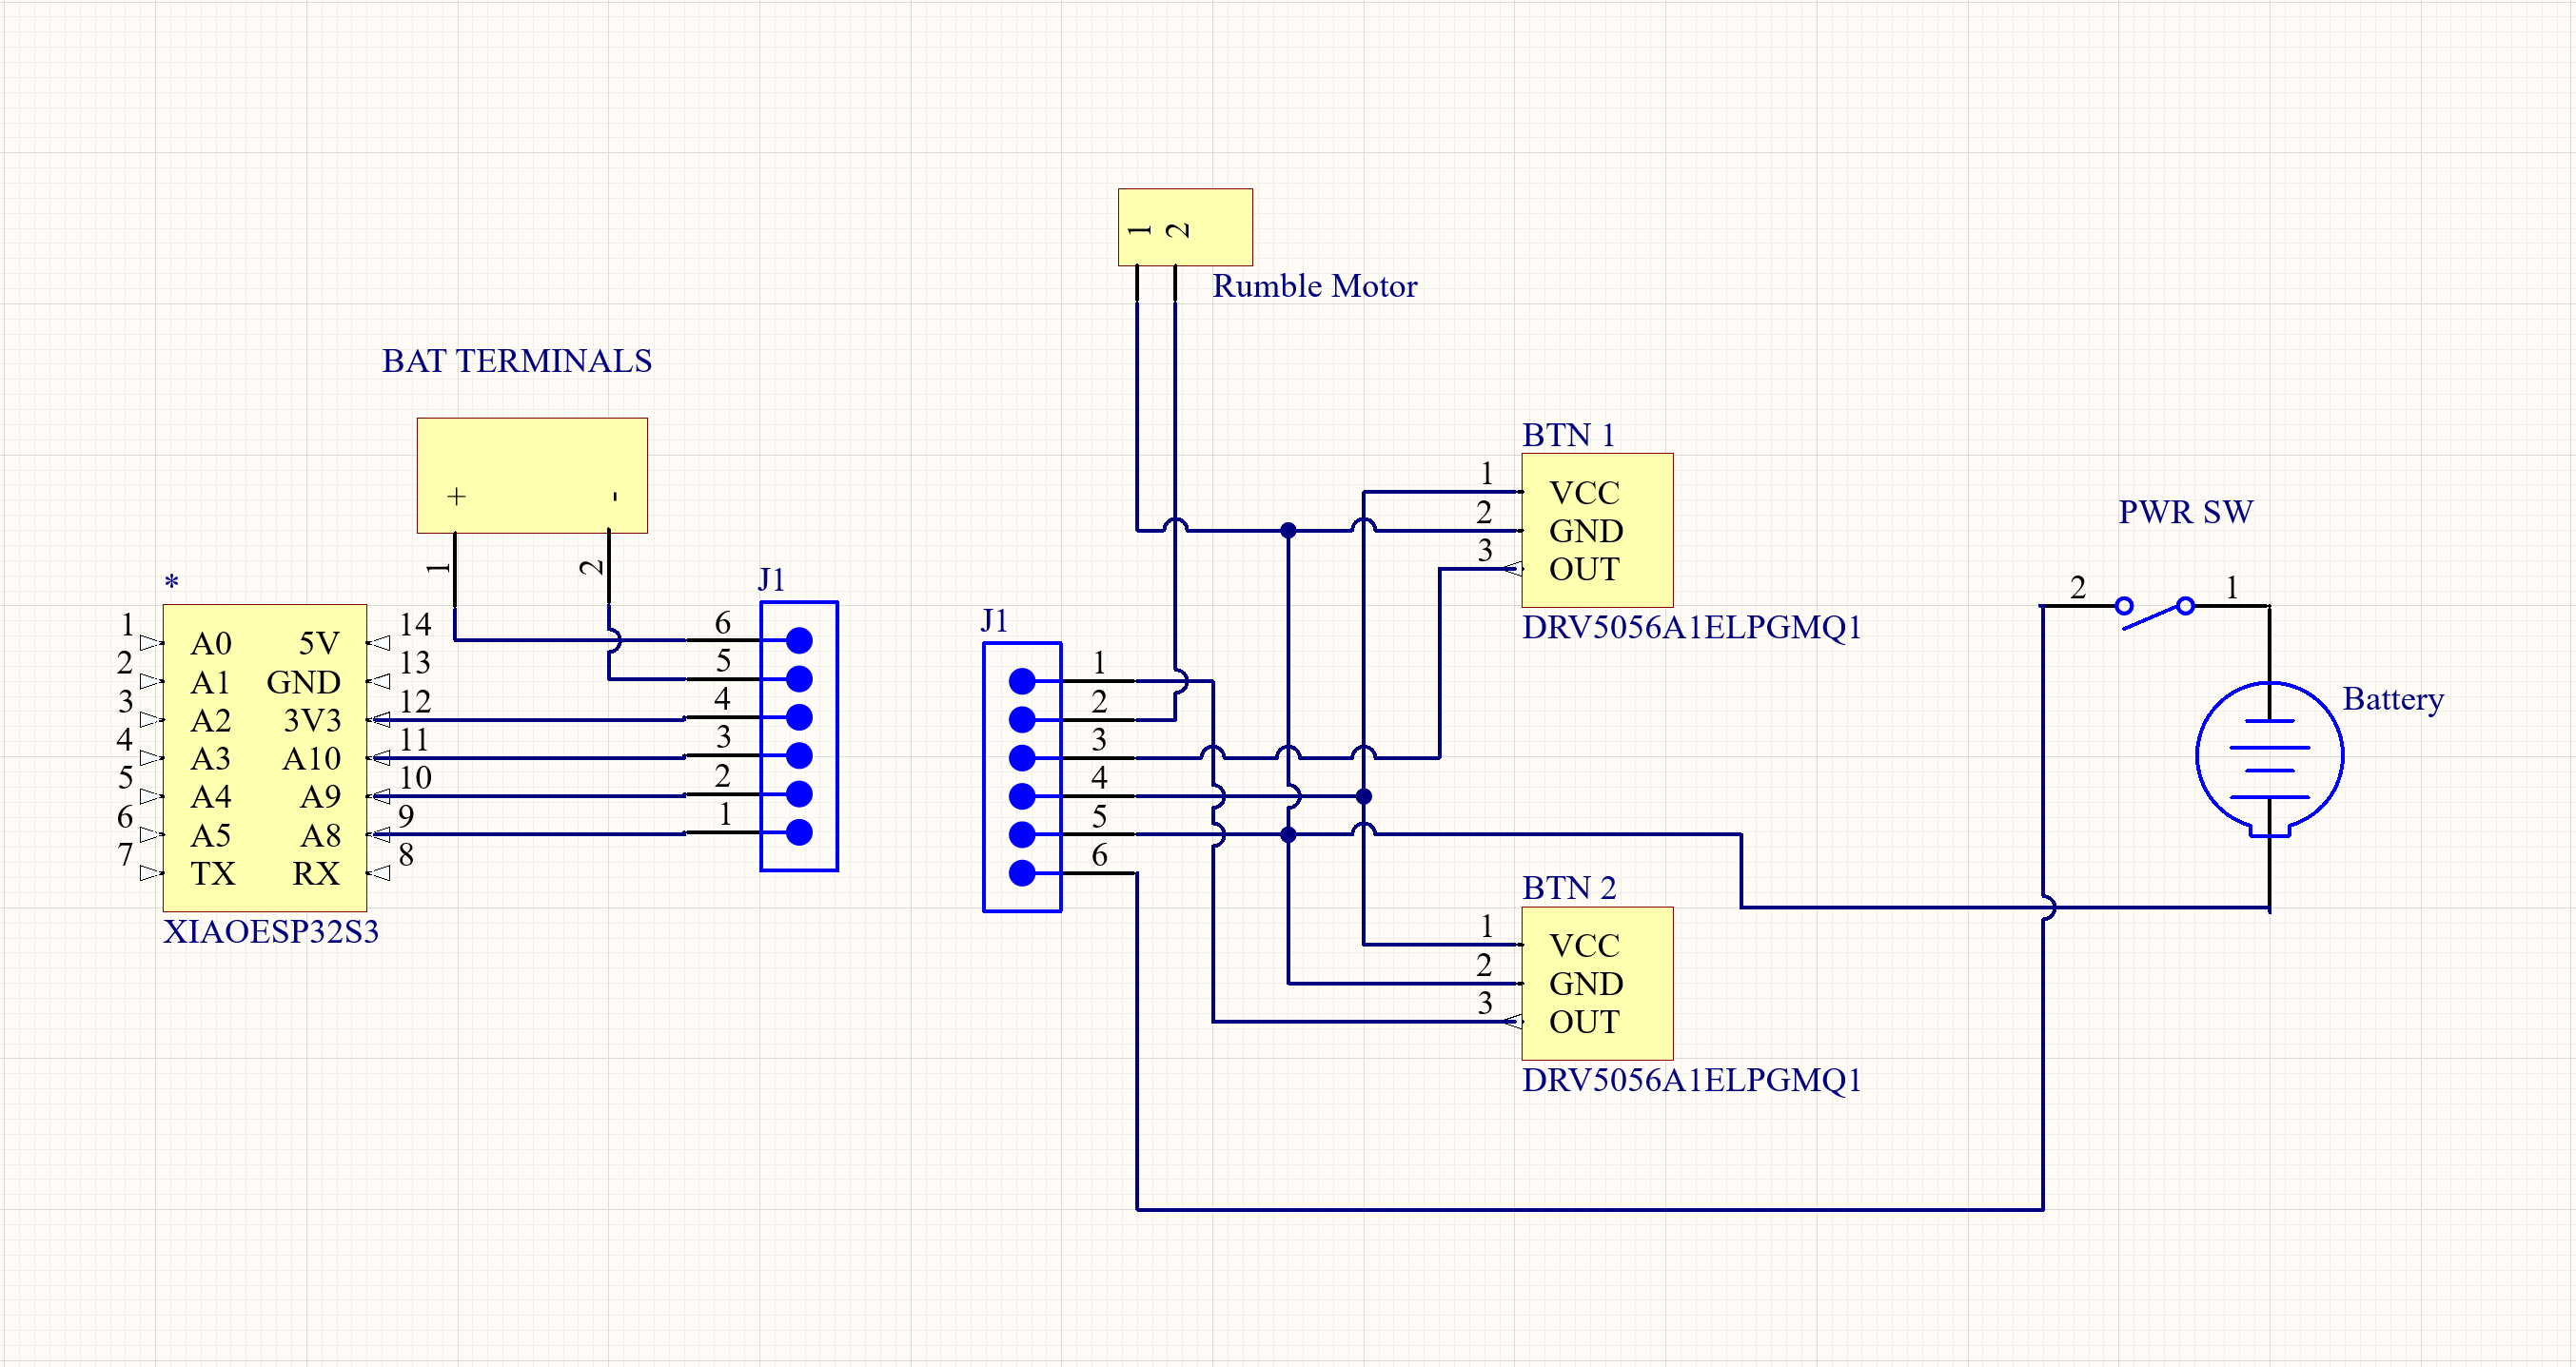 1 2
Rumble Motor
BAT TERMINALS
+ -
1 2
*
J1
1 A0 5V 14
2 A1 GND 13
3 A2 3V3 12
4 A3 A10 11
5 A4 A9 10
6 A5 A8 9
7 TX RX 8
XIAOESP32S3
6
5
4
3
2
1
J1
1
2
3
4
5
6
BTN 1
1 VCC
2 GND
3 OUT
DRV5056A1ELPGMQ1
BTN 2
1 VCC
2 GND
3 OUT
DRV5056A1ELPGMQ1
PWR SW
2 1
Battery